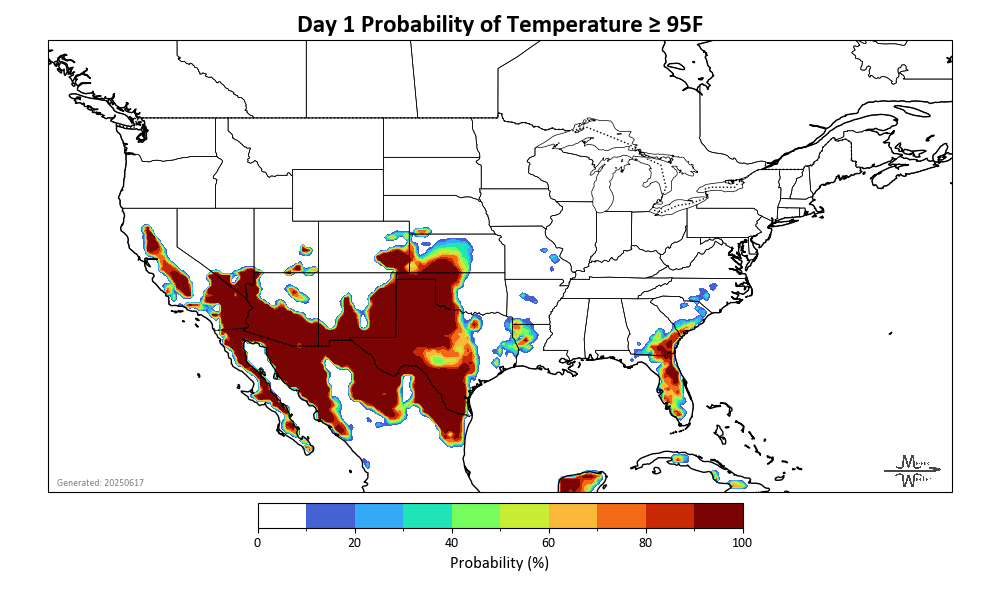 Day 1 Probability of Temperature ≥ 95F
Generated: 20250617
0 20 40 60 80 100
Probability (%)